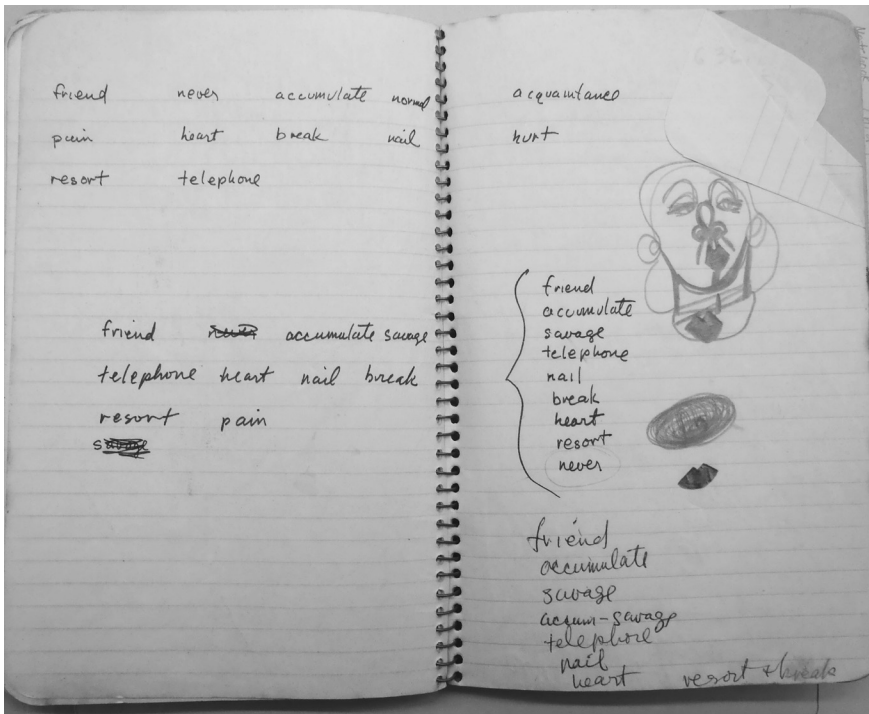 friend never accumulate normal
pain heart break nail
resort telephone
friend never accumulate savage
telephone heart nail break
resort pain
savage
acquaintance
hurt
friend
accumulate
savage
telephone
nail
break
heart
resort
never
friend
accumulate
savage
accum-savage
telephone
nail
heart resort + break